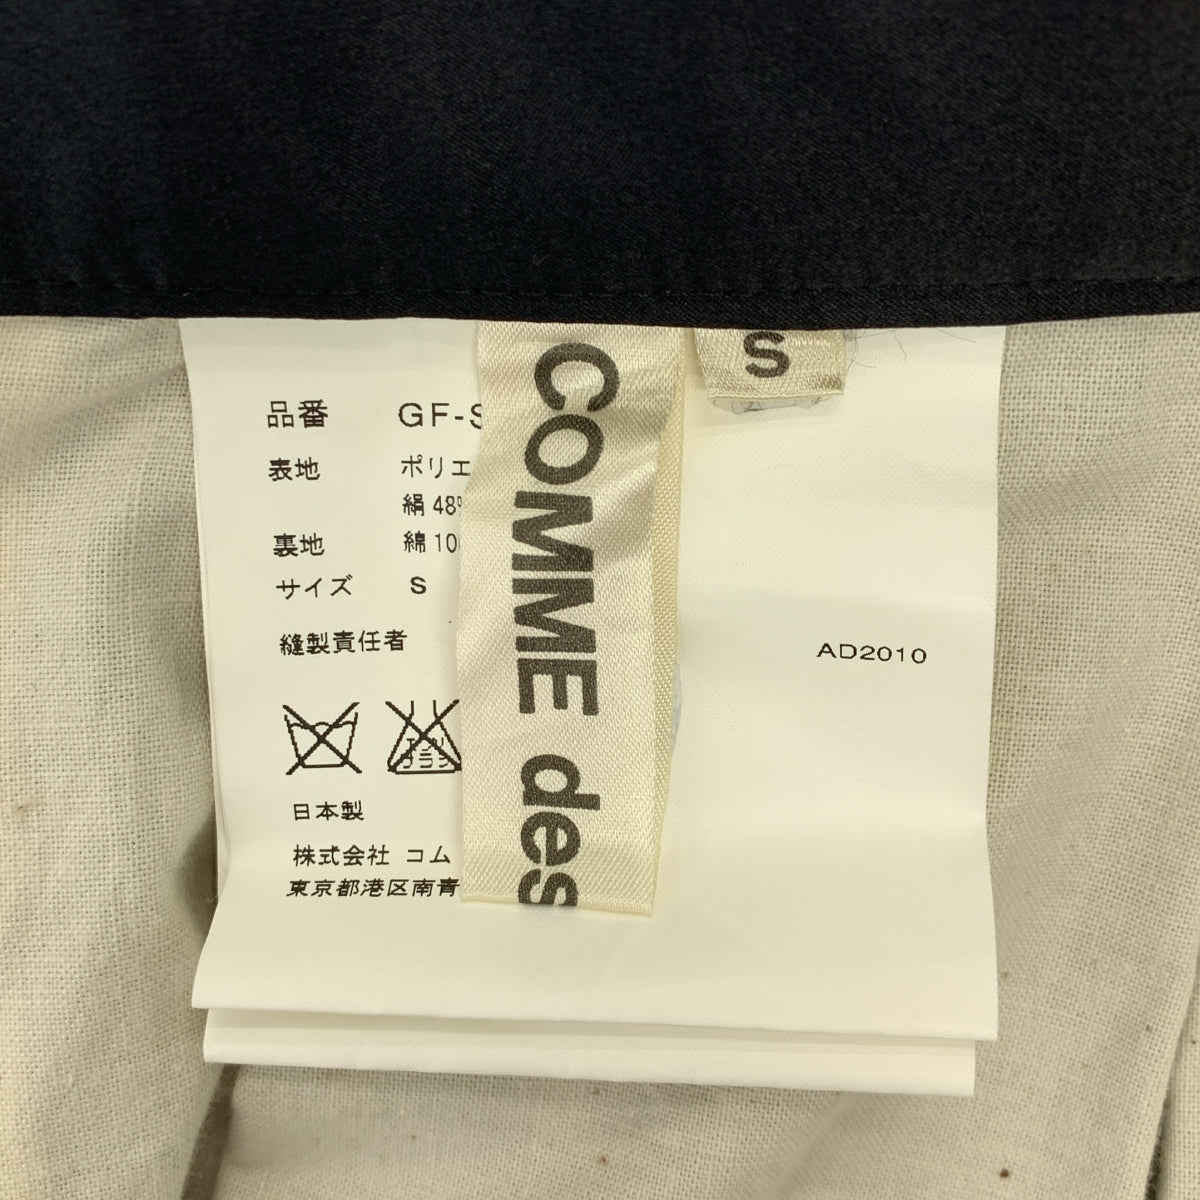 COMME des
S
品番 GF-S
表地 ポリエ
絹 48%
裏地 綿 10
サイズ S
縫製責任者
AD2010
日本製
株式会社 コム
東京都港区南青